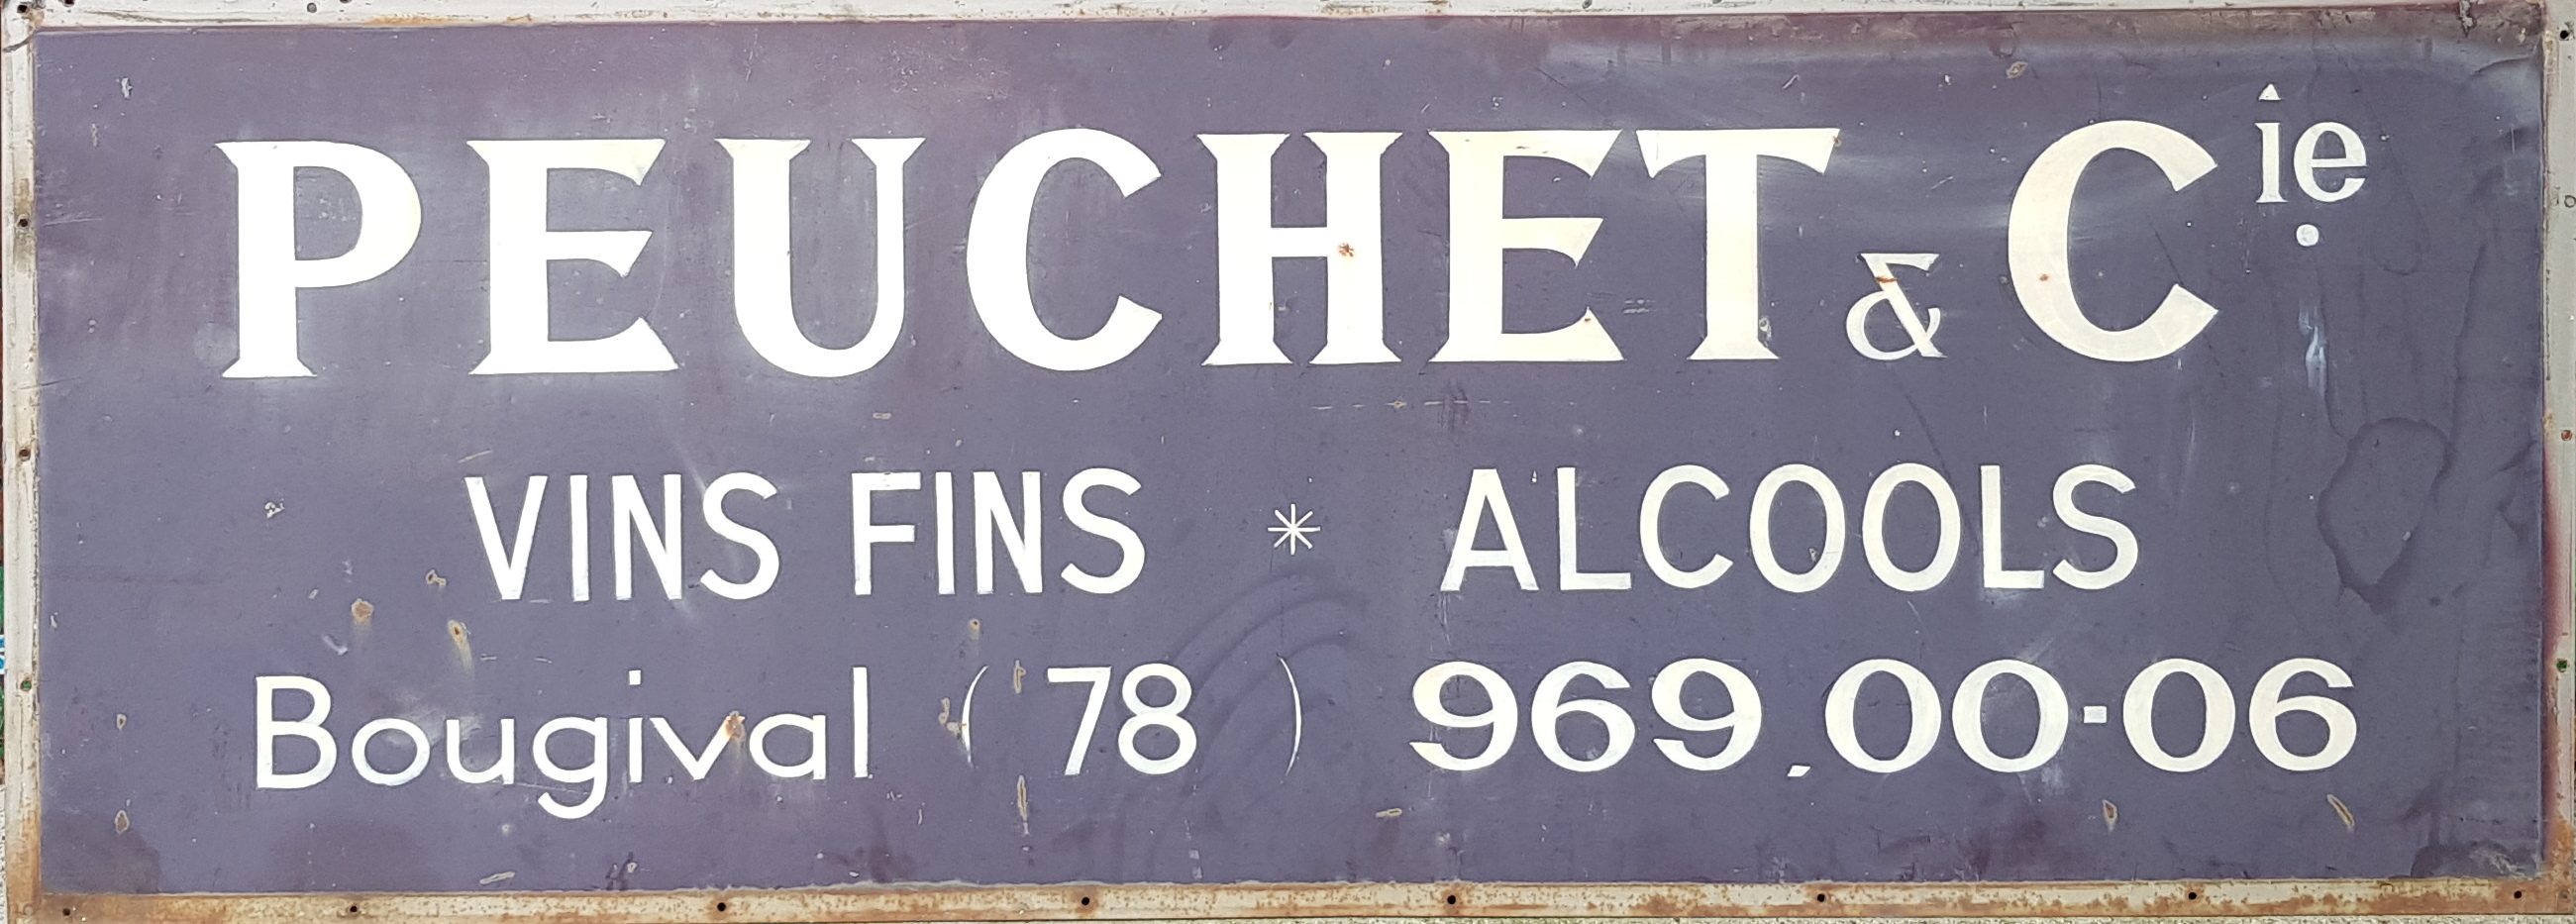 PEUCHET & Cie.
VINS FINS * ALCOOLS
Bougival (78) 969.00-06